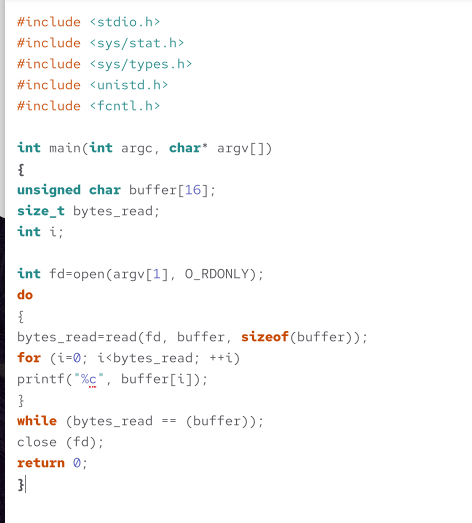 #include <stdio.h>
#include <sys/stat.h>
#include <sys/types.h>
#include <unistd.h>
#include <fcntl.h>
int main(int argc, char* argv[])
{
unsigned char buffer[16];
size_t bytes_read;
int i;
int fd=open(argv[1], O_RDONLY);
do
{
bytes_read=read(fd, buffer, sizeof(buffer));
for (i=0; i<bytes_read; ++i)
printf("%c", buffer[i]);
}
while (bytes_read == (buffer));
close (fd);
return 0;
}